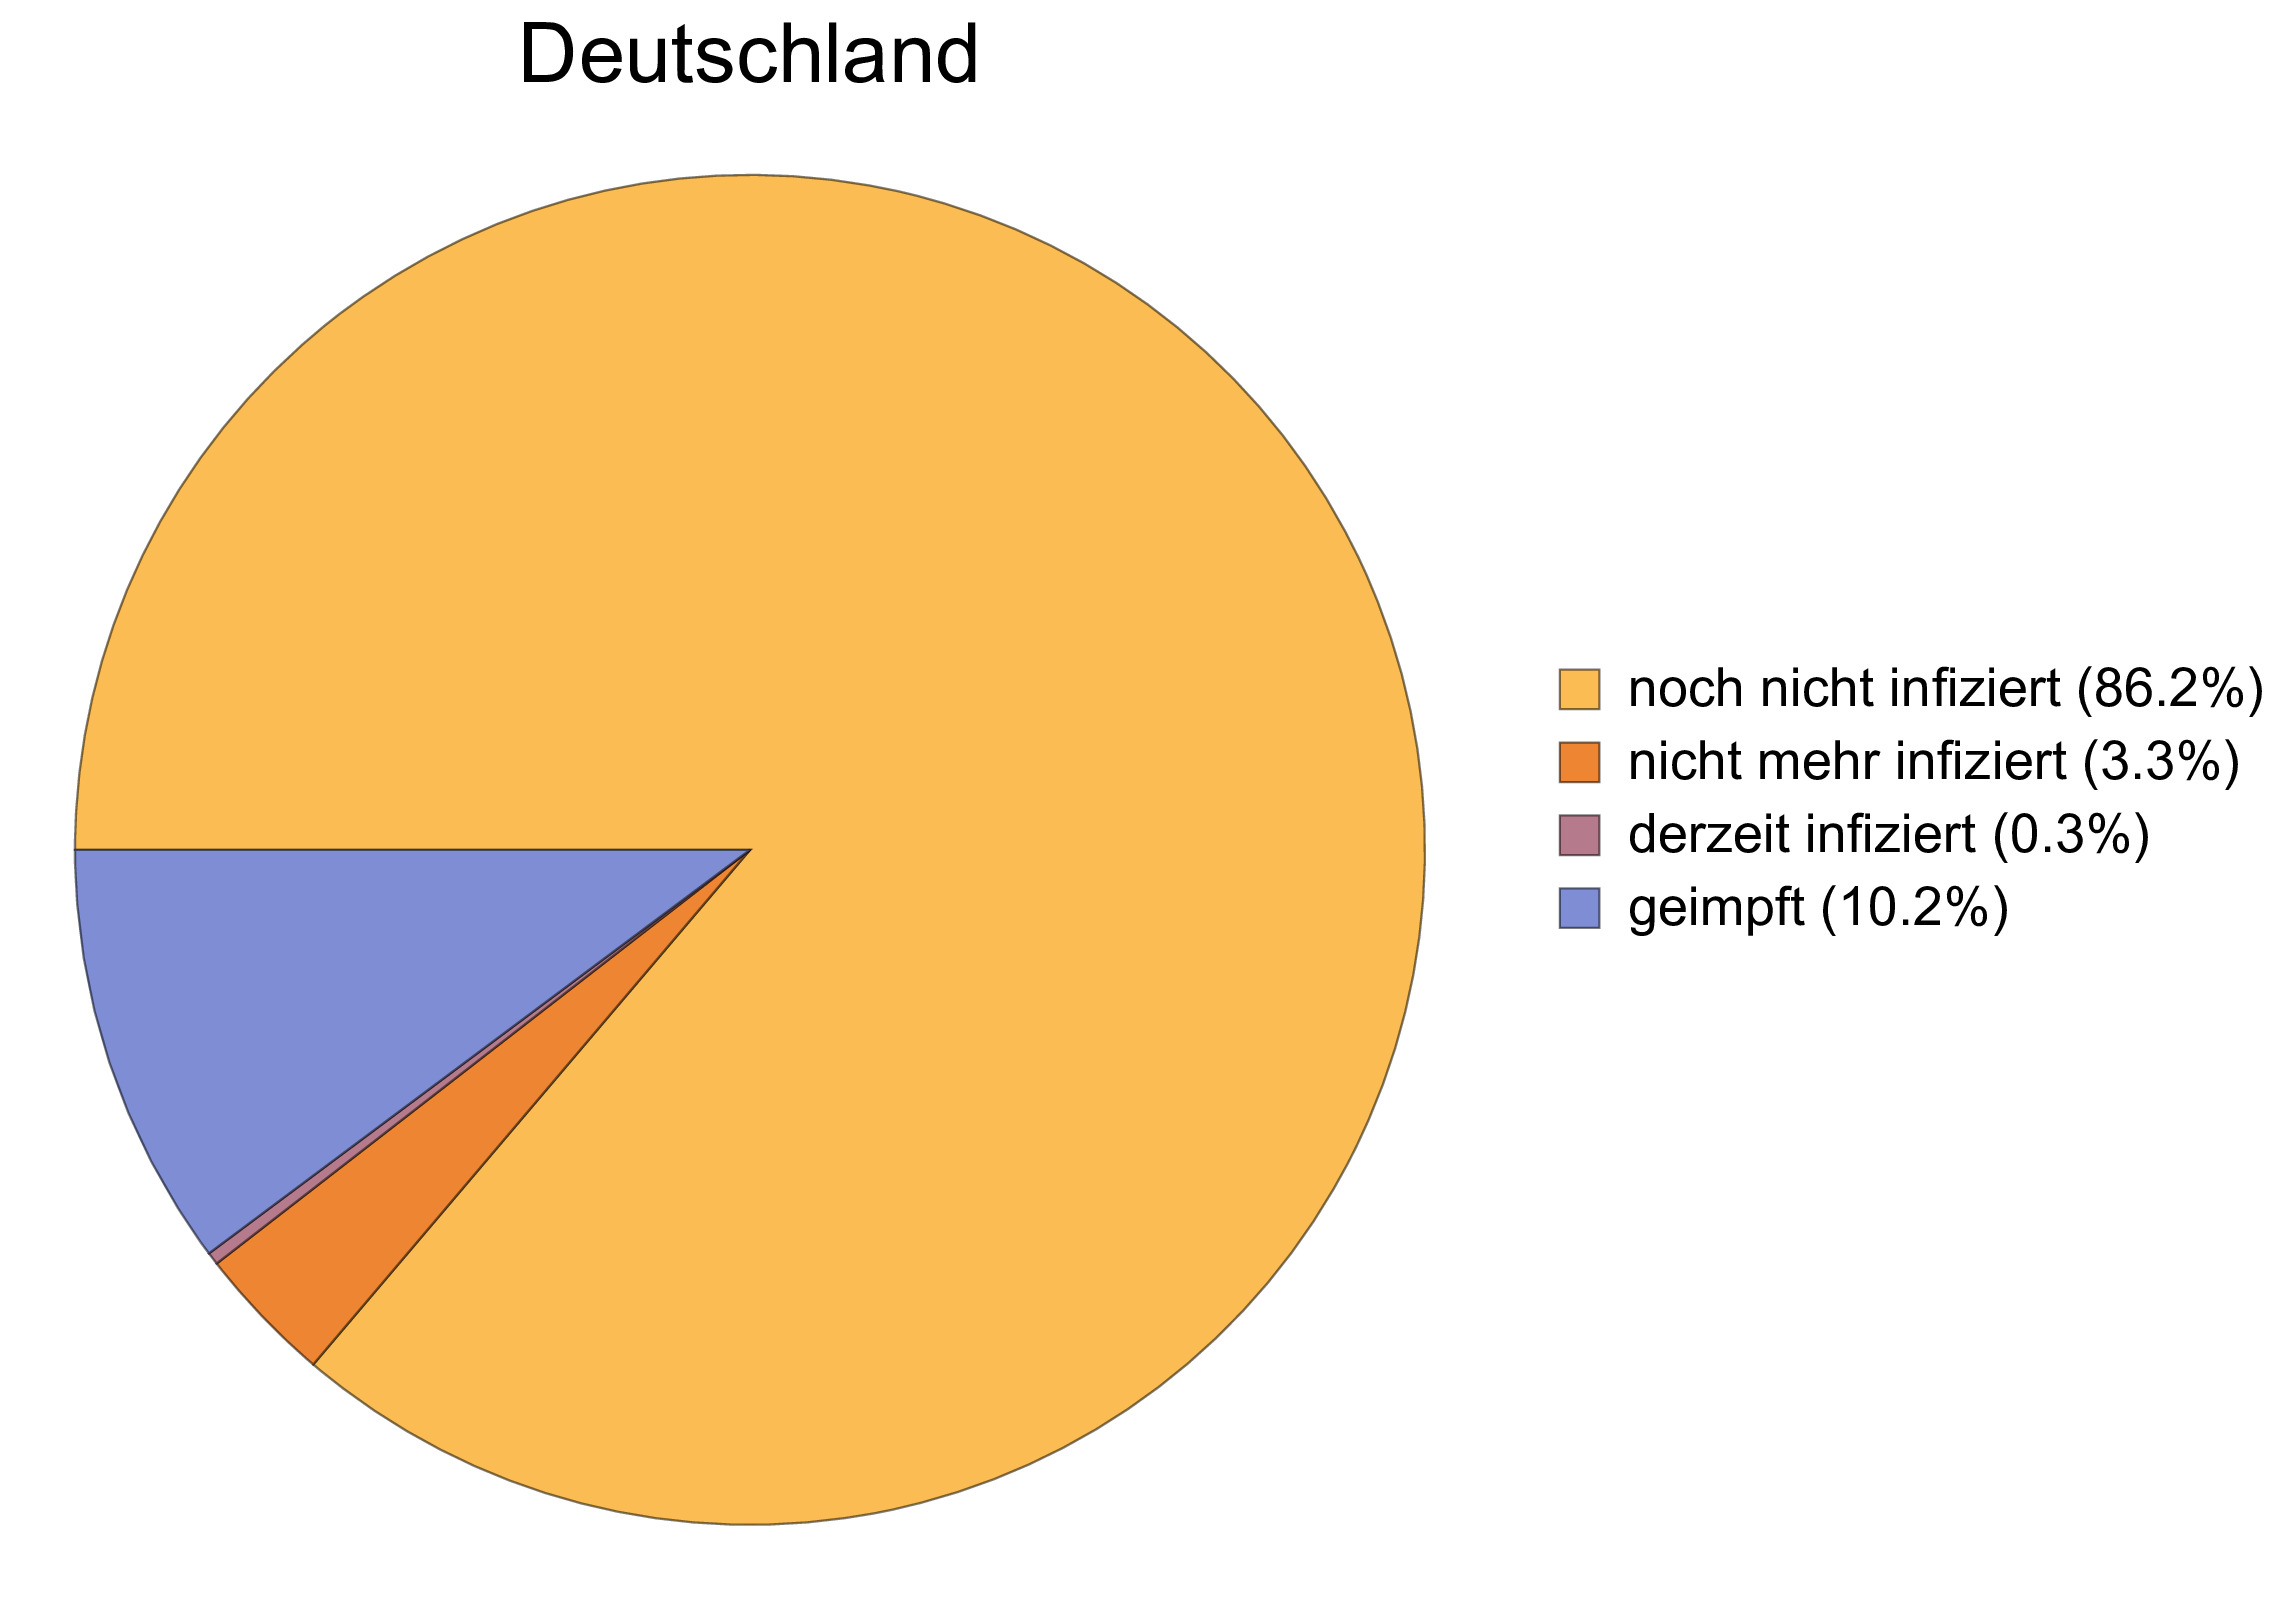 Deutschland
noch nicht infiziert (86.2%)
nicht mehr infiziert (3.3%)
derzeit infiziert (0.3%)
geimpft (10.2%)